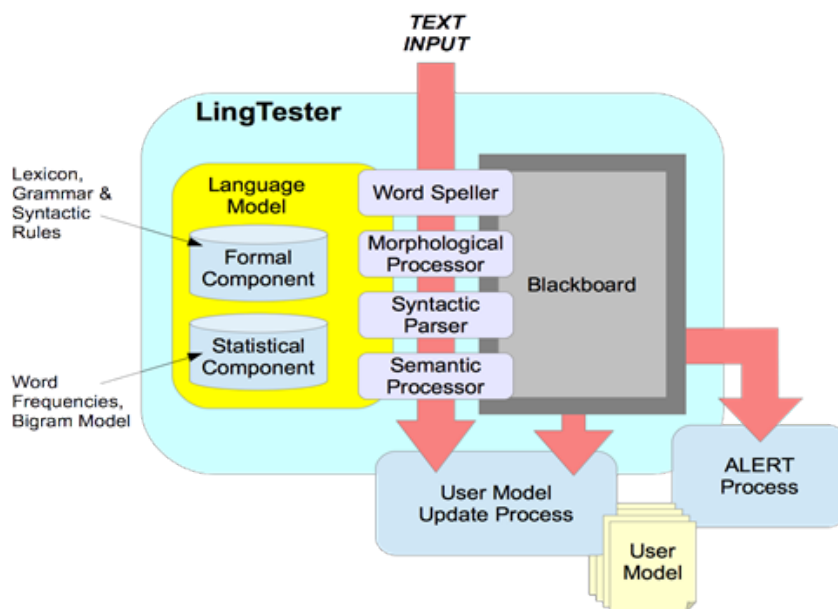 TEXT
INPUT
LingTester
Lexicon,
Grammar &
Syntactic
Rules
Language
Model
Formal
Component
Statistical
Component
Word
Frequencies,
Bigram Model
Word Speller
Morphological
Processor
Syntactic
Parser
Semantic
Processor
Blackboard
User Model
Update Process
ALERT
Process
User
Model